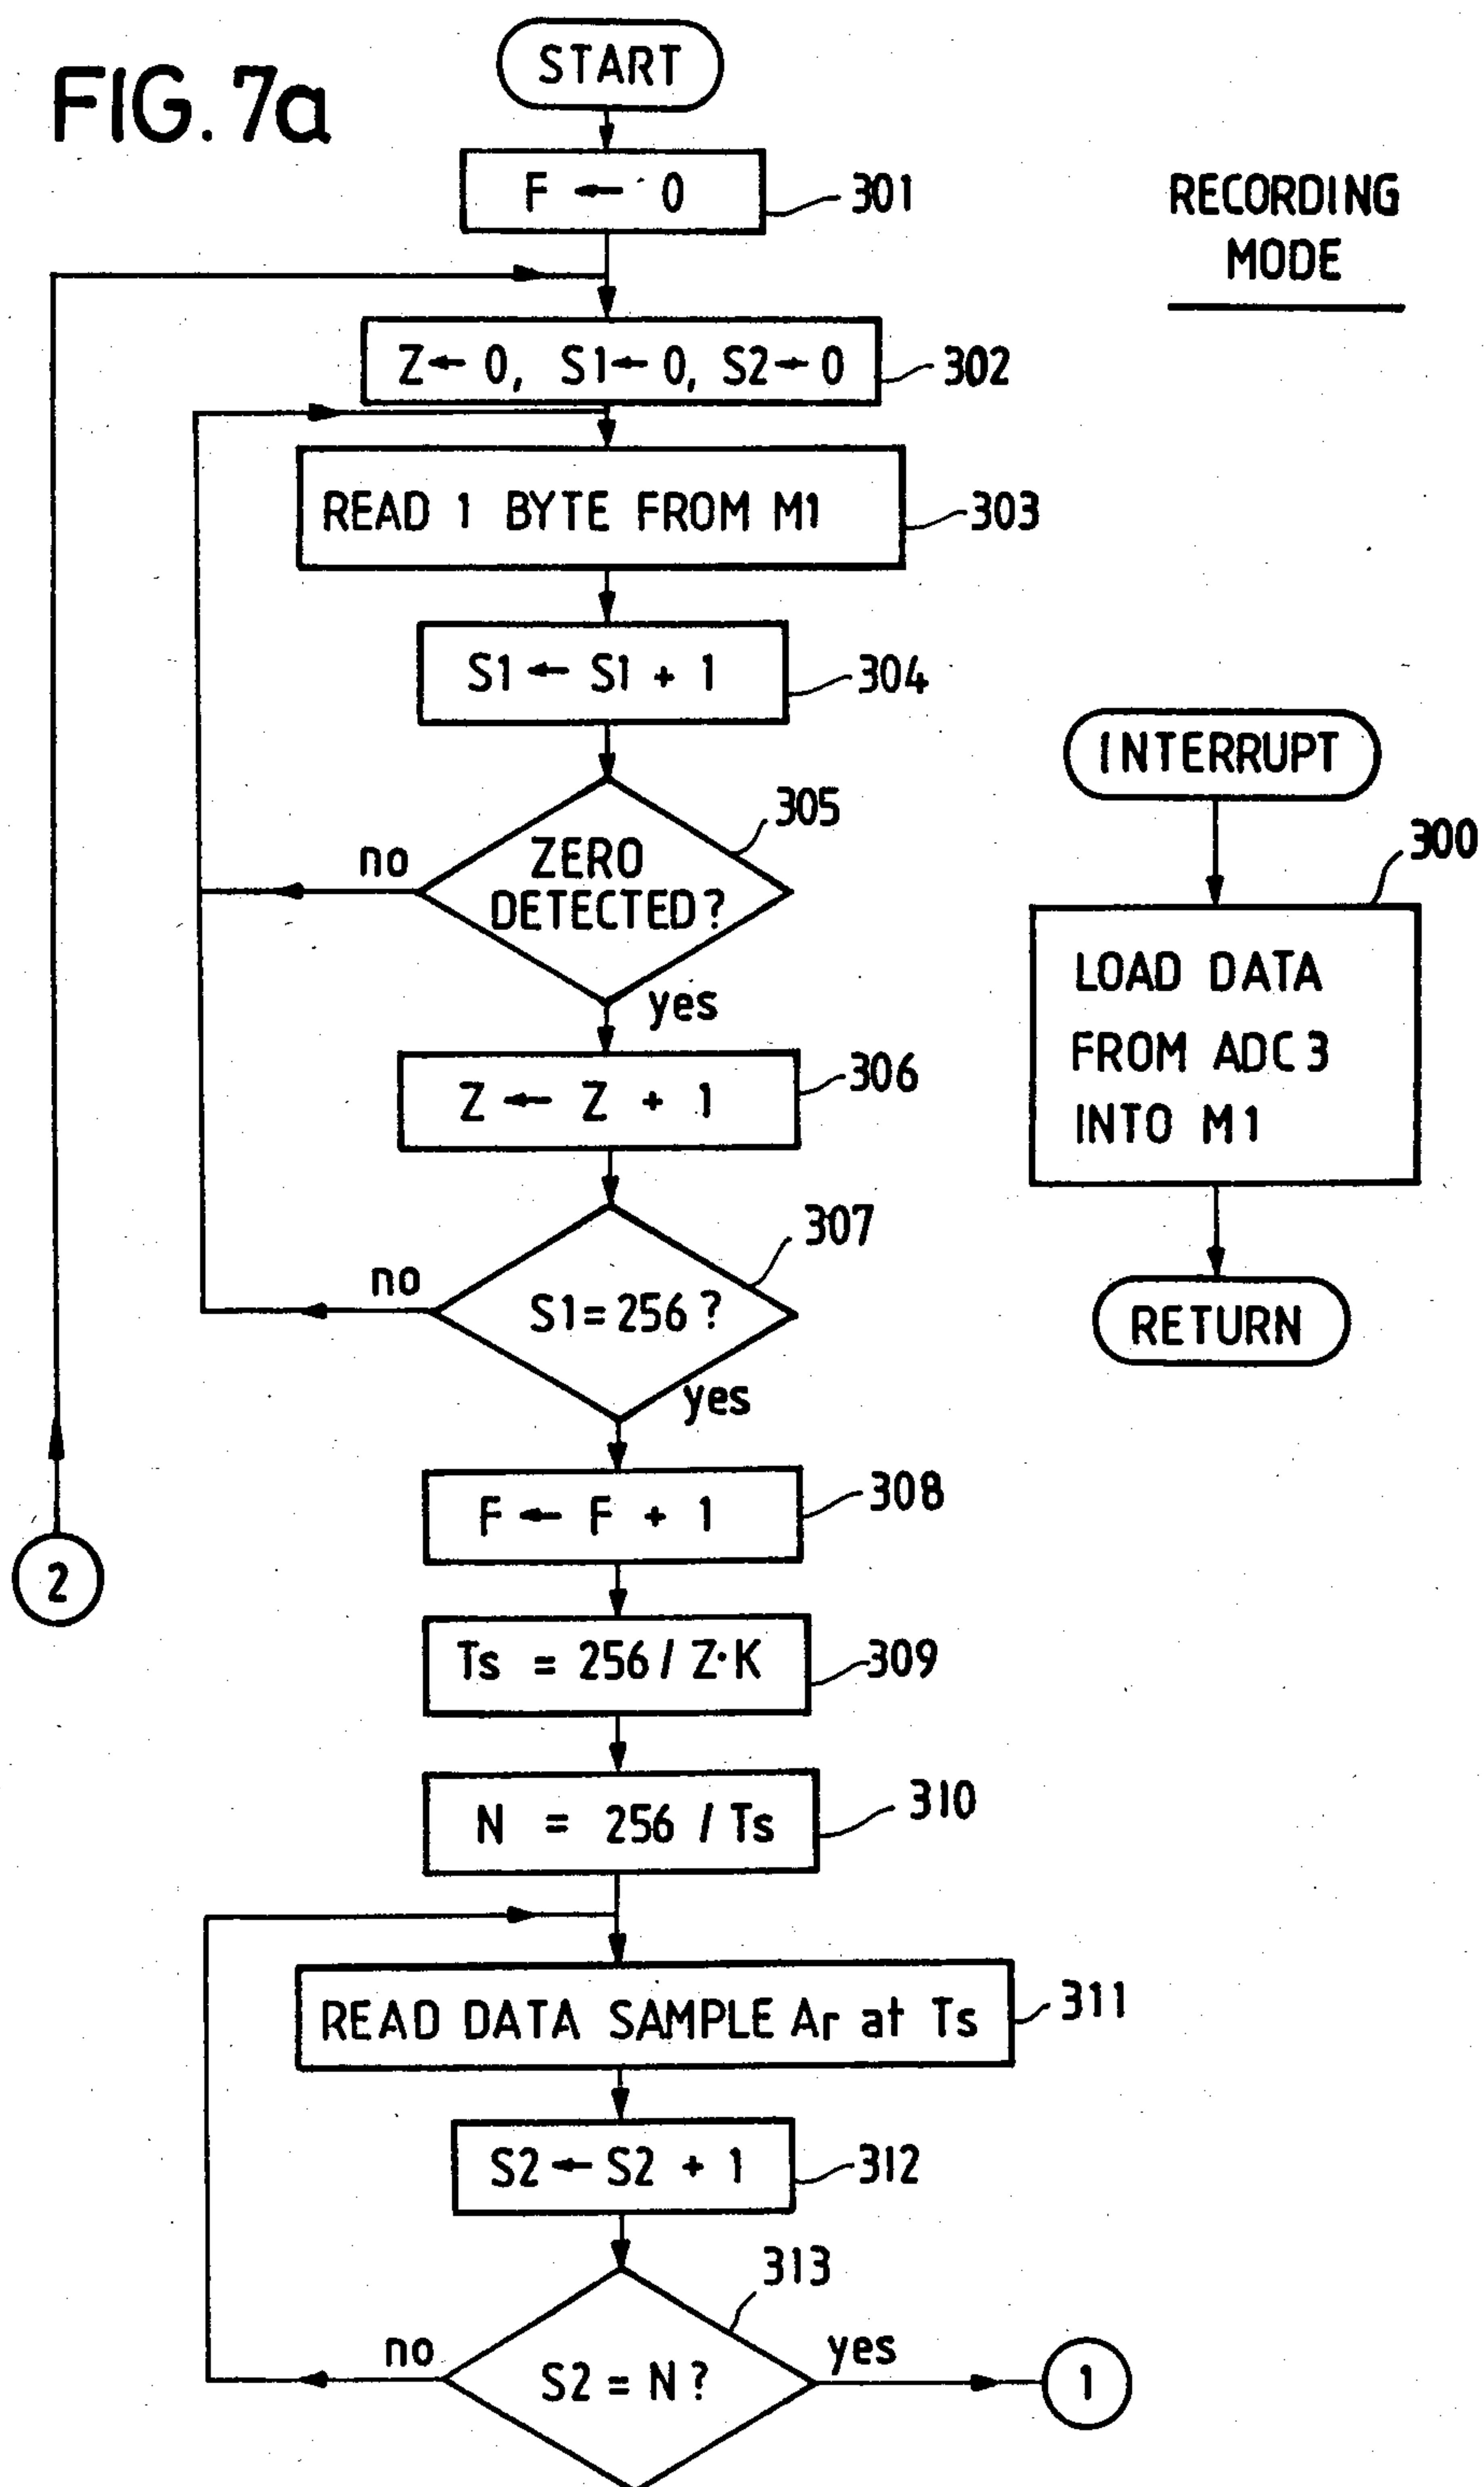 FIG. 7a
START
F ← 0
301
RECORDING
MODE
Z ← 0, S1 ← 0, S2 ← 0
302
READ 1 BYTE FROM M1
303
S1 ← S1 + 1
304
ZERO
DETECTED?
305
no
yes
Z ← Z + 1
306
S1 = 256 ?
307
no
yes
F ← F + 1
308
Ts = 256 / Z·K
309
N = 256 / Ts
310
READ DATA SAMPLE Ar at Ts
311
S2 ← S2 + 1
312
S2 = N ?
313
no
yes
1
2
INTERRUPT
300
LOAD DATA
FROM ADC 3
INTO M1
RETURN